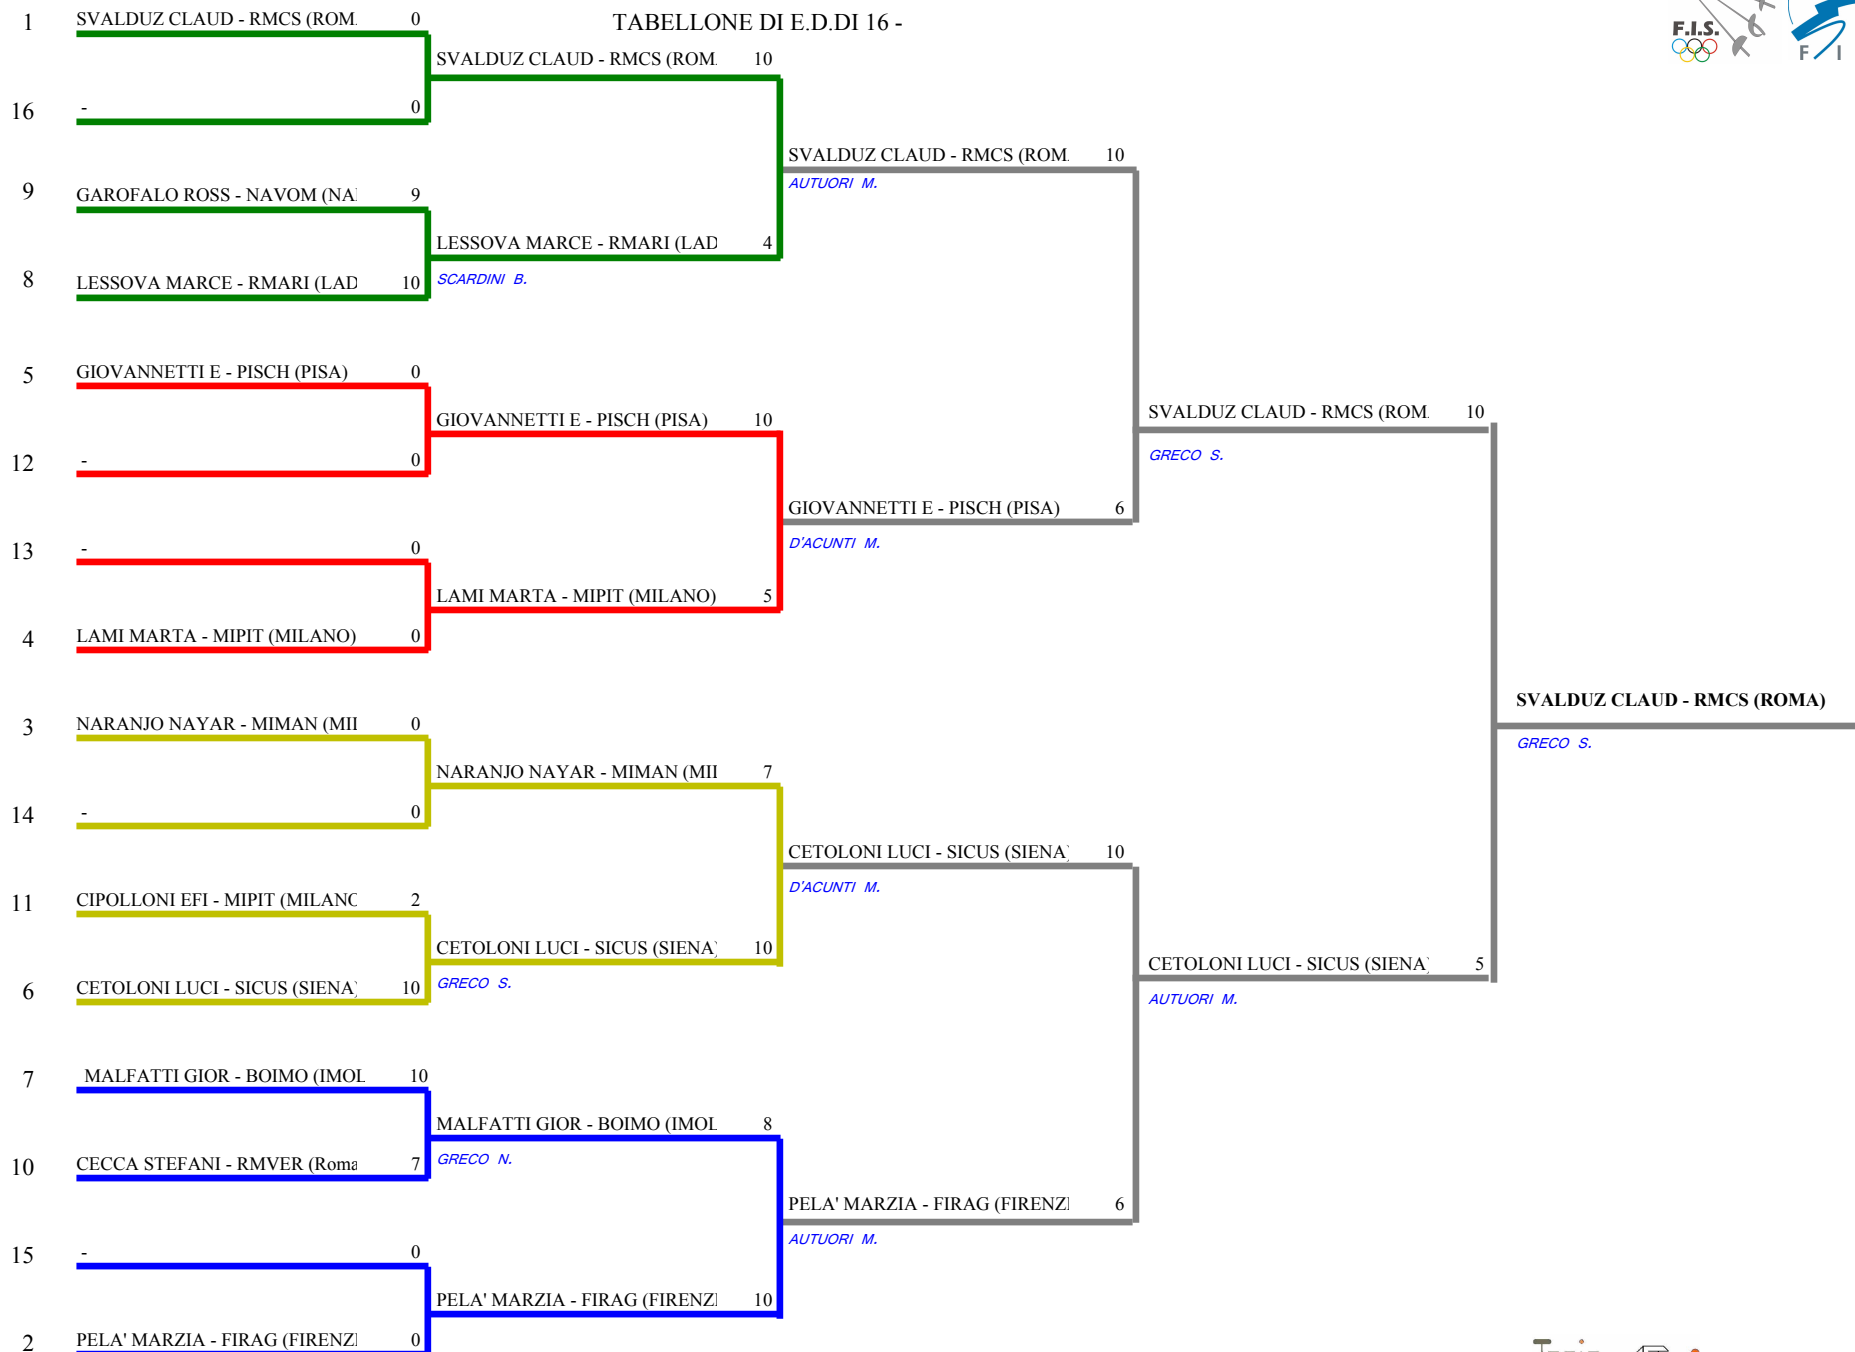 TABELLONE DI E.D.DI 16 -
F.I.S.
F I
1 SVALDUZ CLAUD - RMCS (ROM. 0
SVALDUZ CLAUD - RMCS (ROM. 10
16 - 0
SVALDUZ CLAUD - RMCS (ROM. 10
AUTUORI M.
9 GAROFALO ROSS - NAVOM (NA 9
LESSOVA MARCE - RMARI (LAD 4
SCARDINI B.
8 LESSOVA MARCE - RMARI (LAD 10
5 GIOVANNETTI E - PISCH (PISA) 0
GIOVANNETTI E - PISCH (PISA) 10
SVALDUZ CLAUD - RMCS (ROM. 10
GRECO S.
12 - 0
GIOVANNETTI E - PISCH (PISA) 6
D'ACUNTI M.
13 - 0
LAMI MARTA - MIPIT (MILANO) 5
4 LAMI MARTA - MIPIT (MILANO) 0
SVALDUZ CLAUD - RMCS (ROMA)
GRECO S.
3 NARANJO NAYAR - MIMAN (MII 0
NARANJO NAYAR - MIMAN (MII 7
14 - 0
CETOLONI LUCI - SICUS (SIENA) 10
D'ACUNTI M.
11 CIPOLLONI EFI - MIPIT (MILANC 2
CETOLONI LUCI - SICUS (SIENA) 10
GRECO S.
CETOLONI LUCI - SICUS (SIENA) 5
AUTUORI M.
6 CETOLONI LUCI - SICUS (SIENA) 10
7 MALFATTI GIOR - BOIMO (IMOL 10
MALFATTI GIOR - BOIMO (IMOL 8
GRECO N.
10 CECCA STEFANI - RMVER (Roma 7
PELA' MARZIA - FIRAG (FIRENZI 6
AUTUORI M.
15 - 0
PELA' MARZIA - FIRAG (FIRENZI 10
2 PELA' MARZIA - FIRAG (FIRENZI 0